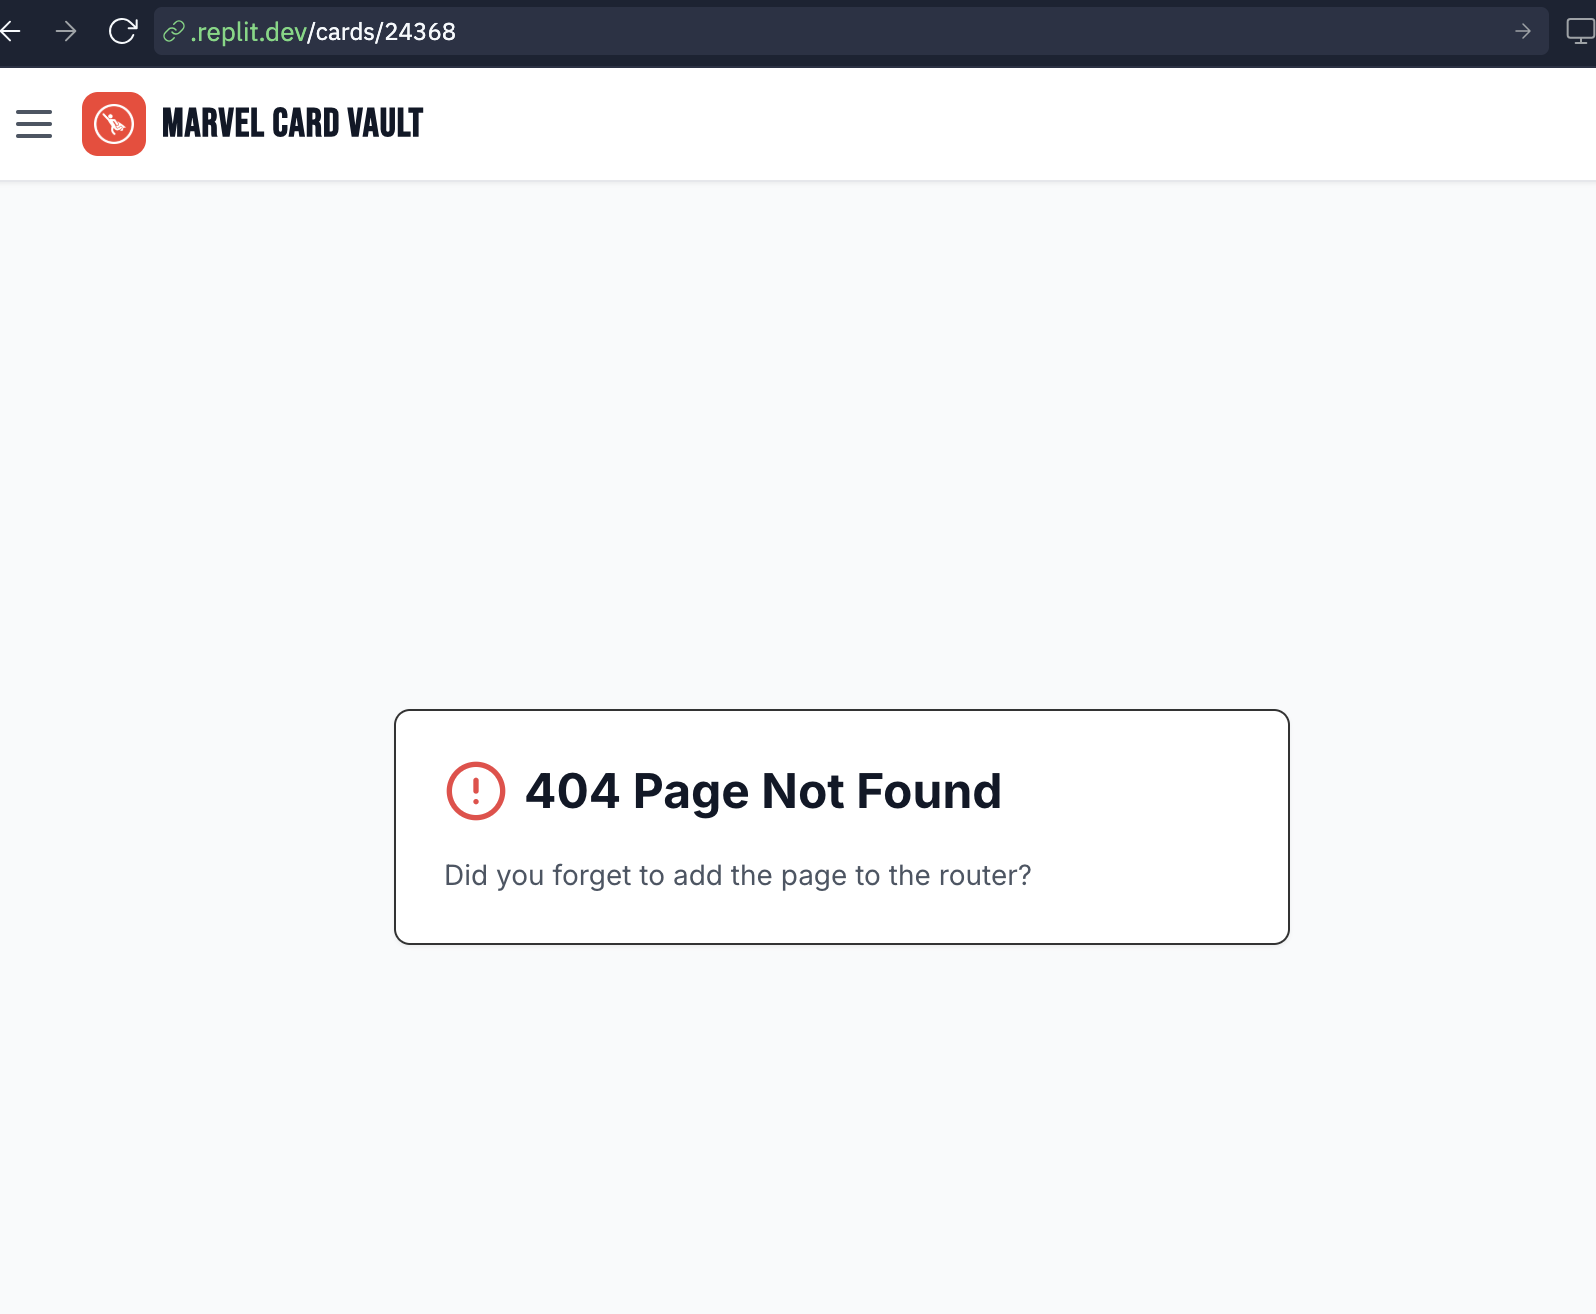 .replit.dev/cards/24368
MARVEL CARD VAULT
404 Page Not Found
Did you forget to add the page to the router?